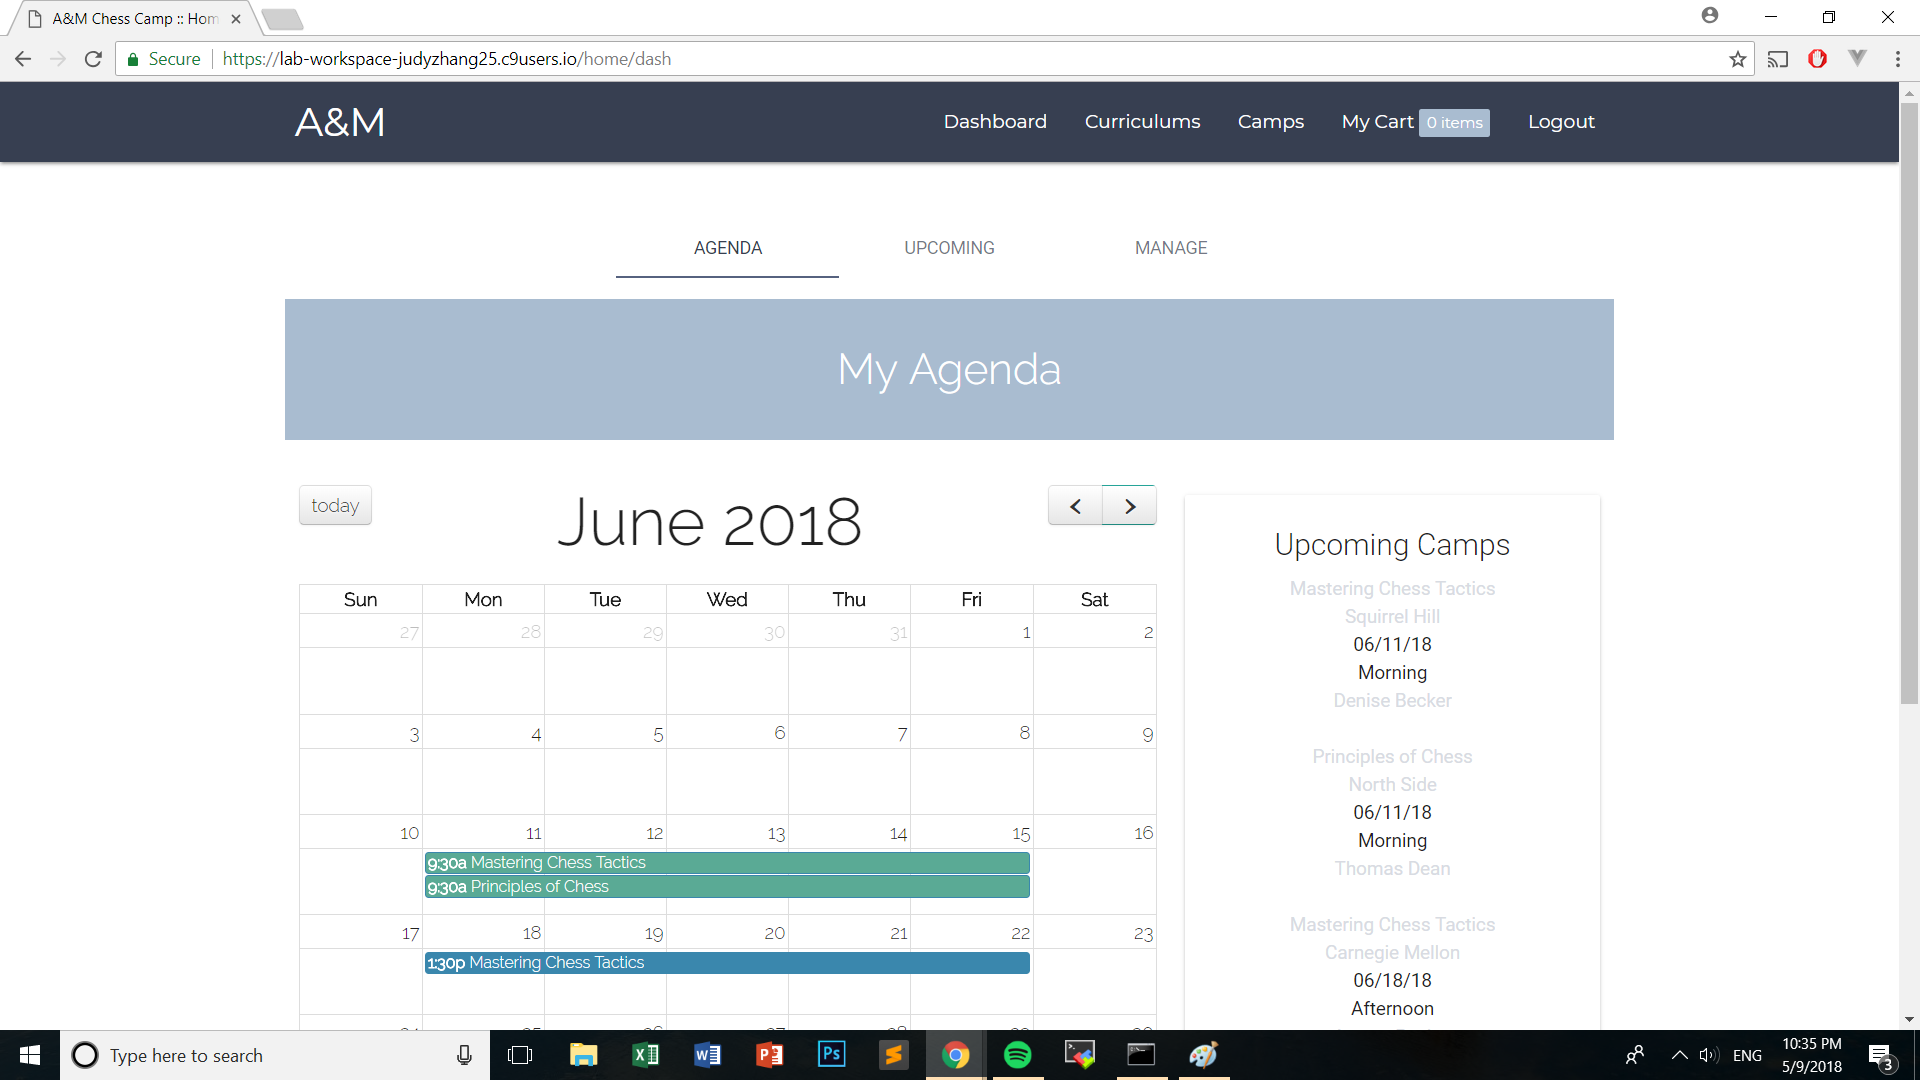 A&M Chess Camp :: Hom
Secure
https://lab-workspace-judyzhang25.c9users.io/home/dash
A&M
Dashboard Curriculums Camps My Cart 0 items Logout
AGENDA UPCOMING MANAGE
My Agenda
today
June 2018
Sun Mon Tue Wed Thu Fri Sat
27 28 29 30 31 1 2
3 4 5 6 7 8 9
10 11 12 13 14 15 16
9:30a Mastering Chess Tactics
9:30a Principles of Chess
17 18 19 20 21 22 23
1:30p Mastering Chess Tactics
Upcoming Camps
Mastering Chess Tactics
Squirrel Hill
06/11/18
Morning
Denise Becker
Principles of Chess
North Side
06/11/18
Morning
Thomas Dean
Mastering Chess Tactics
Carnegie Mellon
06/18/18
Afternoon
Type here to search
Ps
ENG
10:35 PM
5/9/2018
3